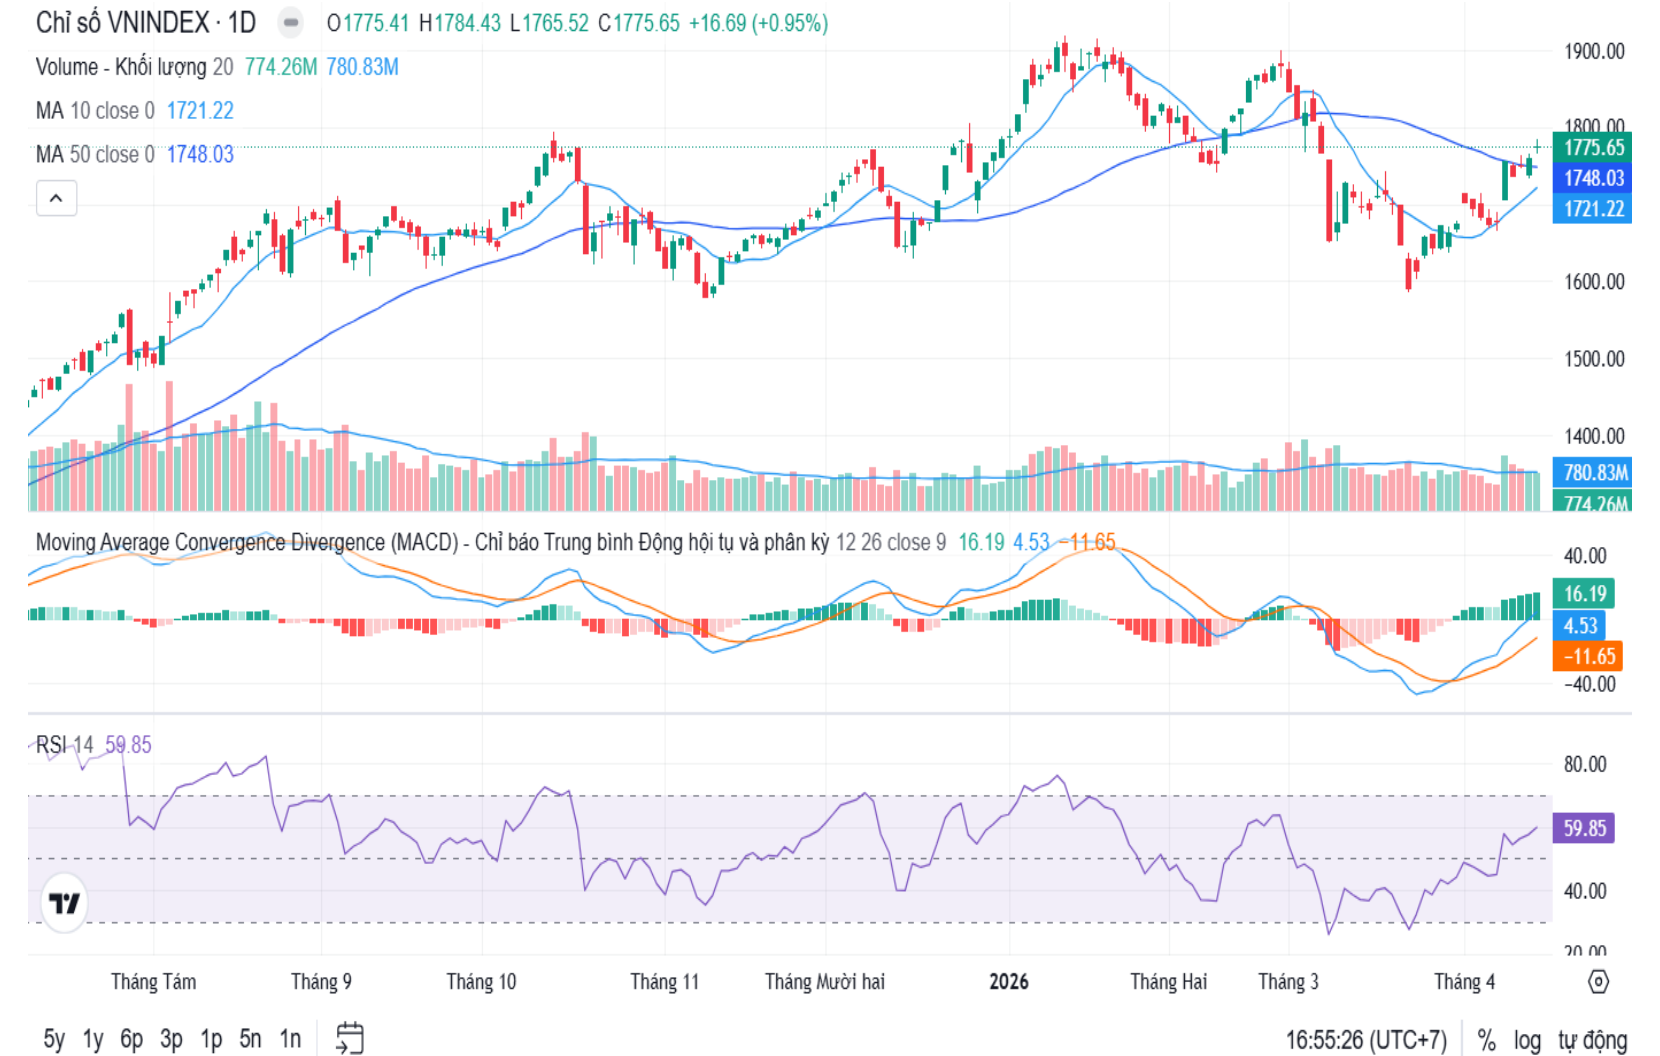 Chỉ số VNINDEX · 1D O1775.41 H1784.43 L1765.52 C1775.65 +16.69 (+0.95%)
Volume - Khối lượng 20 774.26M 780.83M
MA 10 close 0 1721.22
MA 50 close 0 1748.03
1900.00
1800.00
1775.65
1748.03
1721.22
1600.00
1500.00
1400.00
780.83M
774.26M
Moving Average Convergence Divergence (MACD) - Chỉ báo Trung bình Động hội tụ và phân kỳ 12 26 close 9 16.19 4.53 −11.65
40.00
16.19
4.53
−11.65
−40.00
RSI 14 59.85
80.00
59.85
40.00
20.00
Tháng Tám Tháng 9 Tháng 10 Tháng 11 Tháng Mười hai 2026 Tháng Hai Tháng 3 Tháng 4
5y 1y 6p 3p 1p 5n 1n 16:55:26 (UTC+7) % log tự động